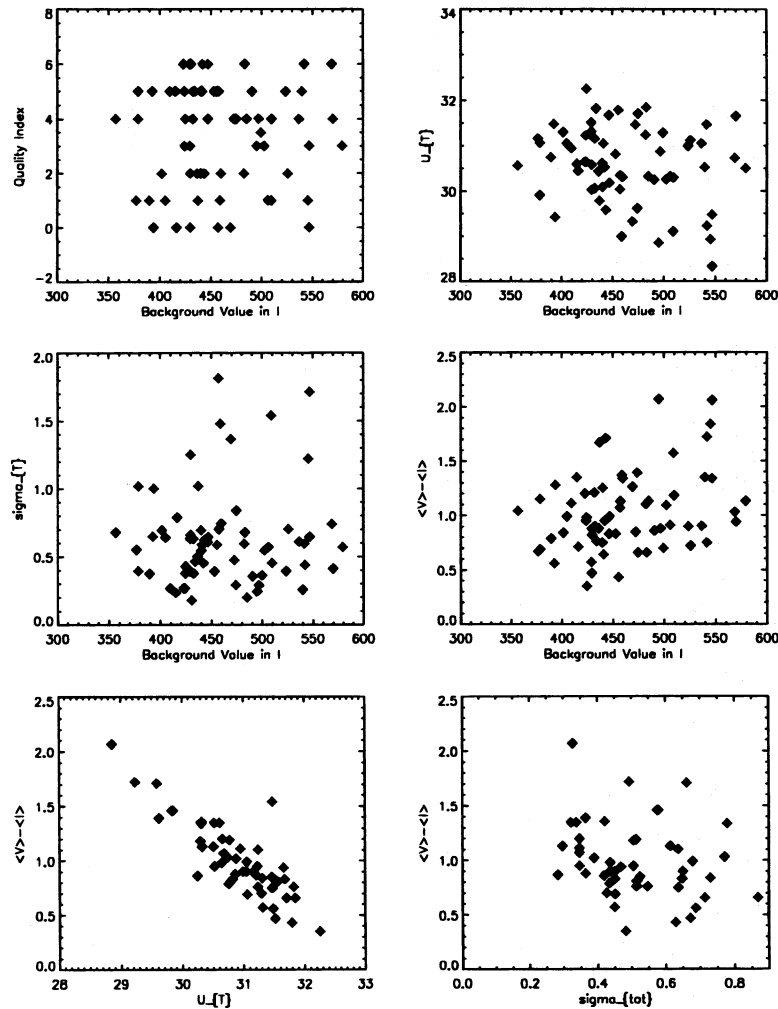 8
6
4
2
0
−2
Quality Index
300 350 400 450 500 550 600
Background Value in I
34
32
30
28
U_{T}
300 350 400 450 500 550 600
Background Value in I
2.0
1.5
1.0
0.5
0.0
sigma_{T}
300 350 400 450 500 550 600
Background Value in I
2.5
2.0
1.5
1.0
0.5
0.0
<V>−<I>
300 350 400 450 500 550 600
Background Value in I
2.5
2.0
1.5
1.0
0.5
0.0
<V>−<I>
28 29 30 31 32 33
U_{T}
2.5
2.0
1.5
1.0
0.5
0.0
<V>−<I>
0.0 0.2 0.4 0.6 0.8
sigma_{tot}